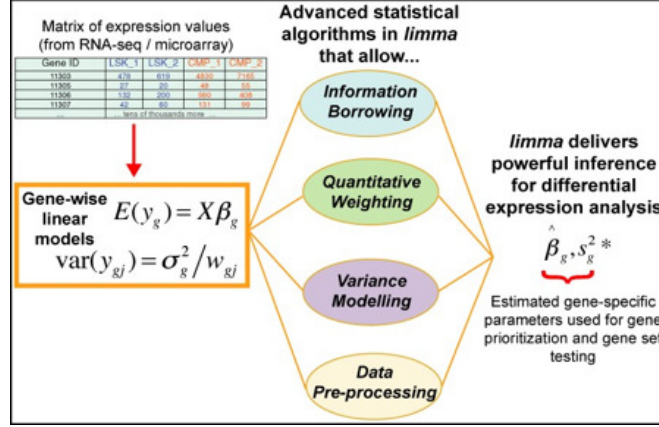 Matrix of expression values
(from RNA-seq / microarray)
Gene ID LSK_1 LSK_2 CMP_1 CMP_2
11303 478 619 4830 7165
11305 27 20 48 55
11306 132 200 560 408
11307 42 60 131 99
... ... tens of thousands more ...
Gene-wise
linear
models
E(y_g) = Xβ_g
var(y_gj) = σ_g^2/w_gj
Advanced statistical
algorithms in limma
that allow...
Information
Borrowing
Quantitative
Weighting
Variance
Modelling
Data
Pre-processing
limma delivers
powerful inference
for differential
expression analysis
β̂_g, s_g^2 *
Estimated gene-specific
parameters used for gene
prioritization and gene set
testing